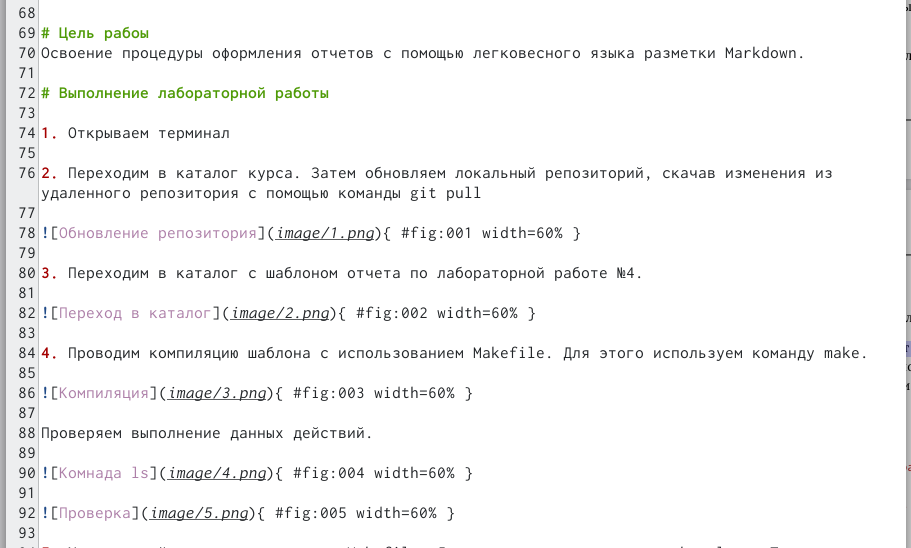 68
69 # Цель рабоы
70 Освоение процедуры оформления отчетов с помощью легковесного языка разметки Markdown.
71
72 # Выполнение лабораторной работы
73
74 1. Открываем терминал
75
76 2. Переходим в каталог курса. Затем обновляем локальный репозиторий, скачав изменения из
удаленного репозитория с помощью команды git pull
77
78 ![Обновление репозитория](image/1.png){ #fig:001 width=60% }
79
80 3. Переходим в каталог с шаблоном отчета по лабораторной работе №4.
81
82 ![Переход в каталог](image/2.png){ #fig:002 width=60% }
83
84 4. Проводим компиляцию шаблона с использованием Makefile. Для этого используем команду make.
85
86 ![Компиляция](image/3.png){ #fig:003 width=60% }
87
88 Проверяем выполнение данных действий.
89
90 ![Комнада ls](image/4.png){ #fig:004 width=60% }
91
92 ![Проверка](image/5.png){ #fig:005 width=60% }
93